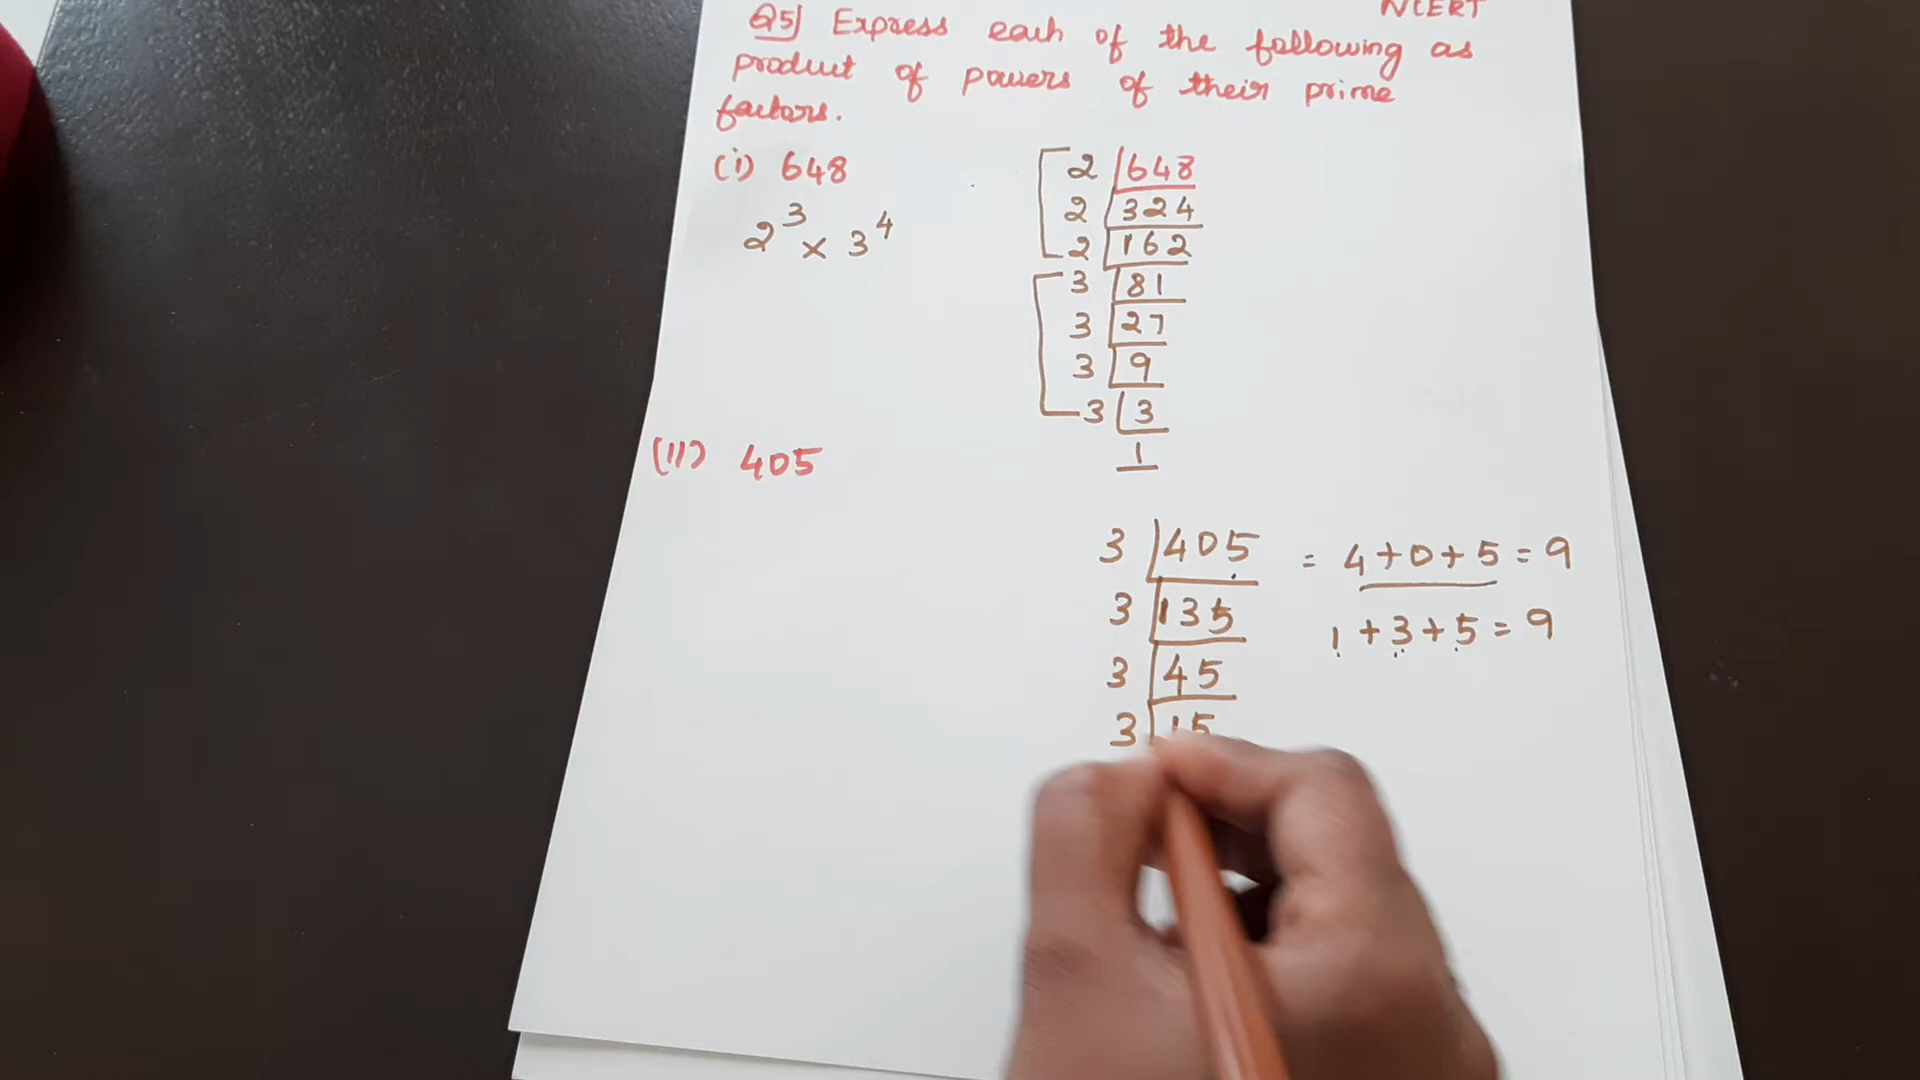 NCERT
Q5) Express each of the following as
product of powers of their prime
factors.
(i) 648
2³ × 3⁴
2 | 648
2 | 324
2 | 162
3 | 81
3 | 27
3 | 9
3 | 3
1
(II) 405
3 | 405 = 4+0+5=9
3 | 135 1+3+5=9
3 | 45
3 | 15